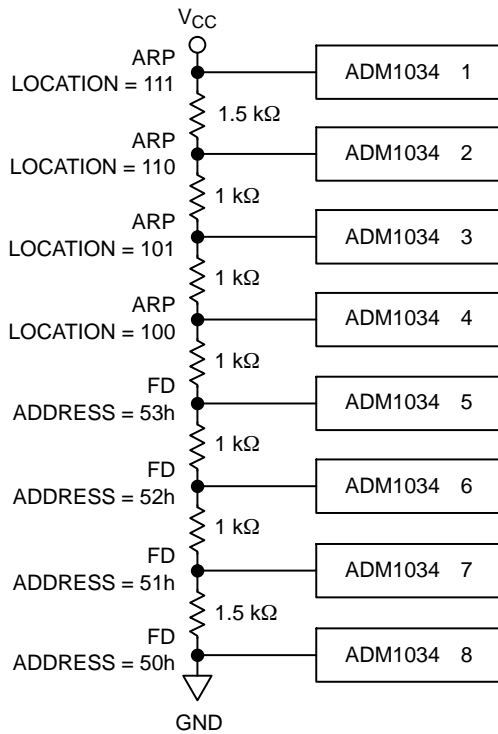 VCC
ARP
LOCATION = 111
ADM1034 1
1.5 kΩ
ARP
LOCATION = 110
ADM1034 2
1 kΩ
ARP
LOCATION = 101
ADM1034 3
1 kΩ
ARP
LOCATION = 100
ADM1034 4
1 kΩ
FD
ADDRESS = 53h
ADM1034 5
1 kΩ
FD
ADDRESS = 52h
ADM1034 6
1 kΩ
FD
ADDRESS = 51h
ADM1034 7
1.5 kΩ
FD
ADDRESS = 50h
ADM1034 8
GND